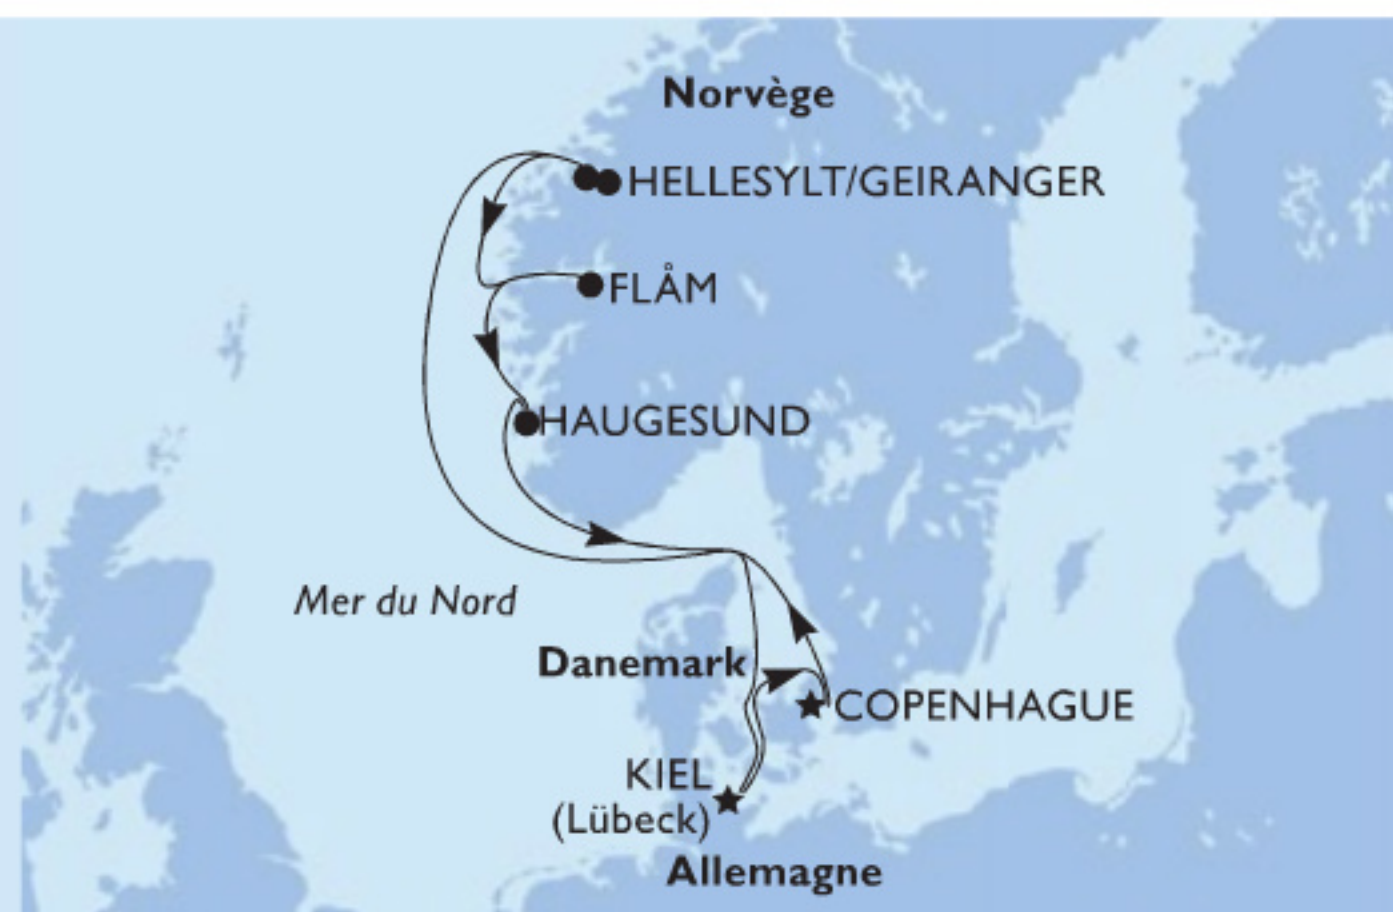 Norvège
HELLESYLT/GEIRANGER
FLÅM
HAUGESUND
Mer du Nord
Danemark
COPENHAGUE
KIEL
(Lübeck)
Allemagne